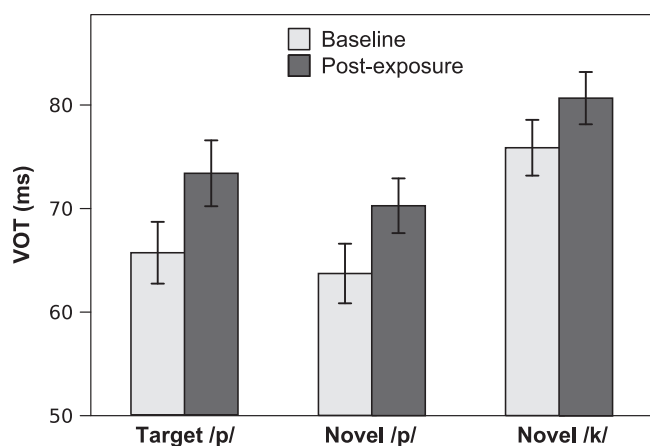 Baseline
Post-exposure
VOT (ms)
80
70
60
50
Target /p/
Novel /p/
Novel /k/